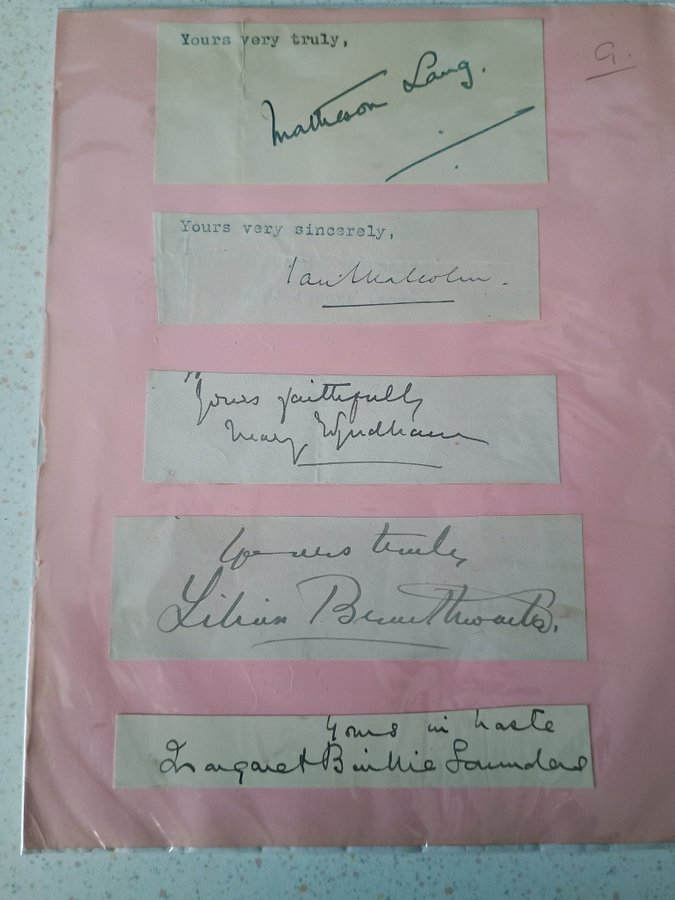 9.
Yours very truly,
Matheson Lang.
Yours very sincerely,
Ian Malcolm.
Yours faithfully
Mary Wyndham
Yours truly
Lilian Braithwaite.
Yours in haste
Margaret Baillie Saunders